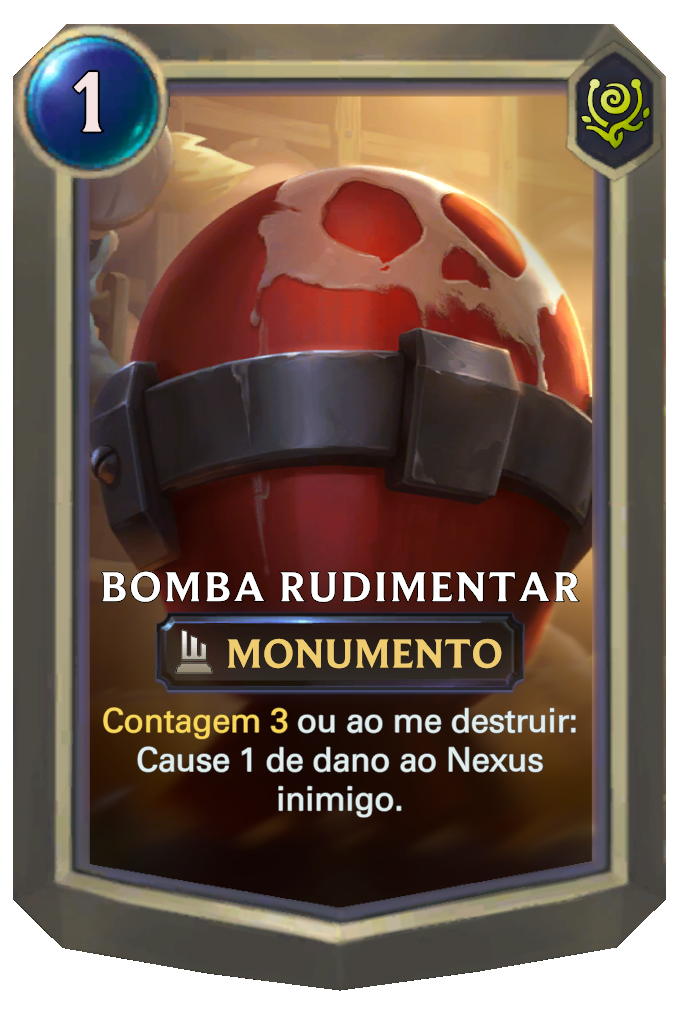 1
BOMBA RUDIMENTAR
MONUMENTO
Contagem 3 ou ao me destruir:
Cause 1 de dano ao Nexus
inimigo.